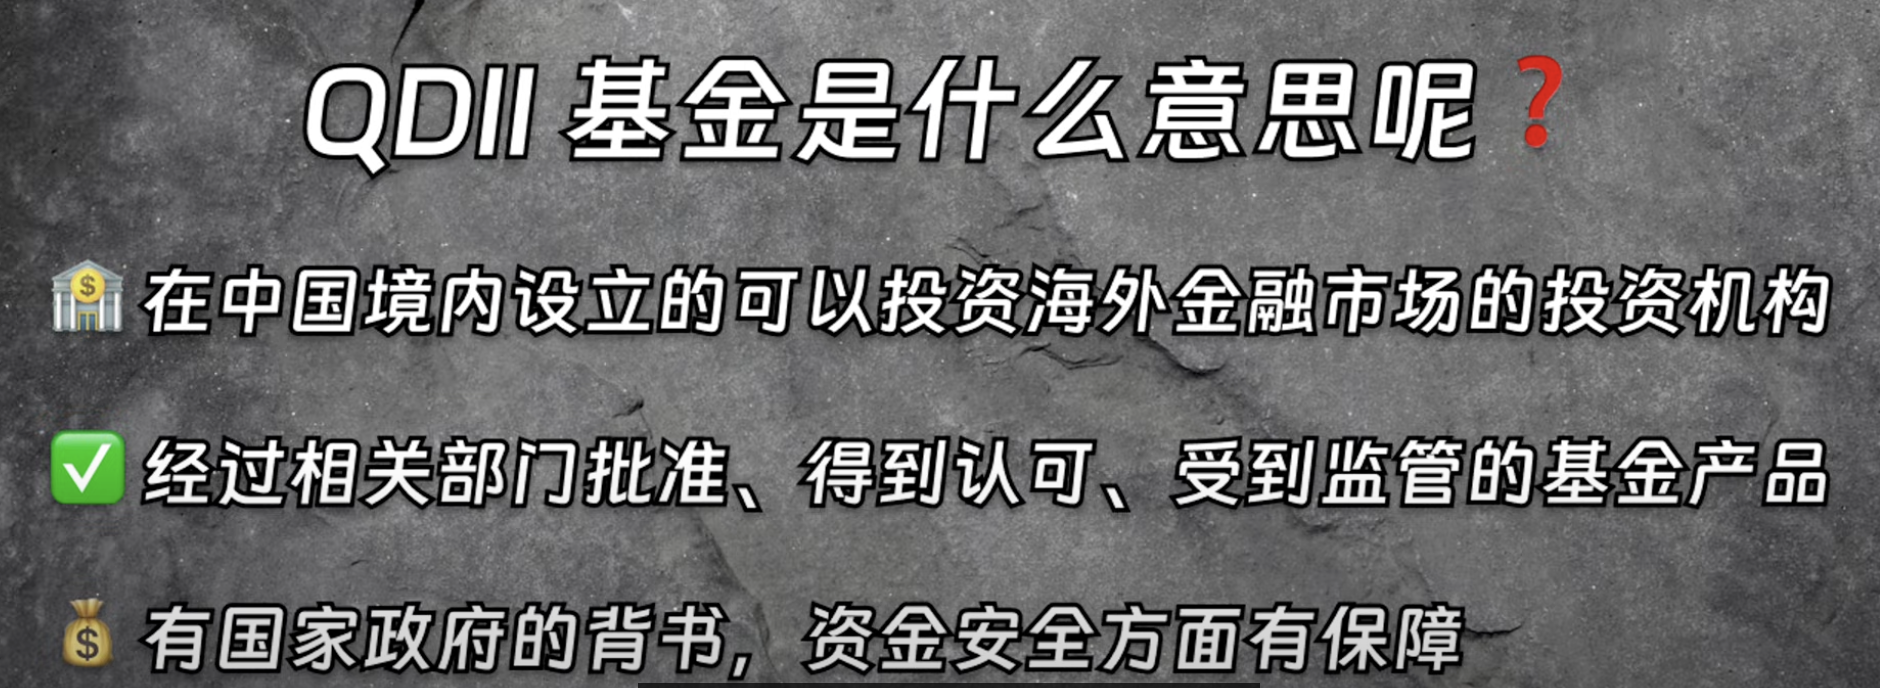 QDII 基金是什么意思呢❓
🏦 在中国境内设立的可以投资海外金融市场的投资机构
✅ 经过相关部门批准、得到认可、受到监管的基金产品
💰 有国家政府的背书，资金安全方面有保障